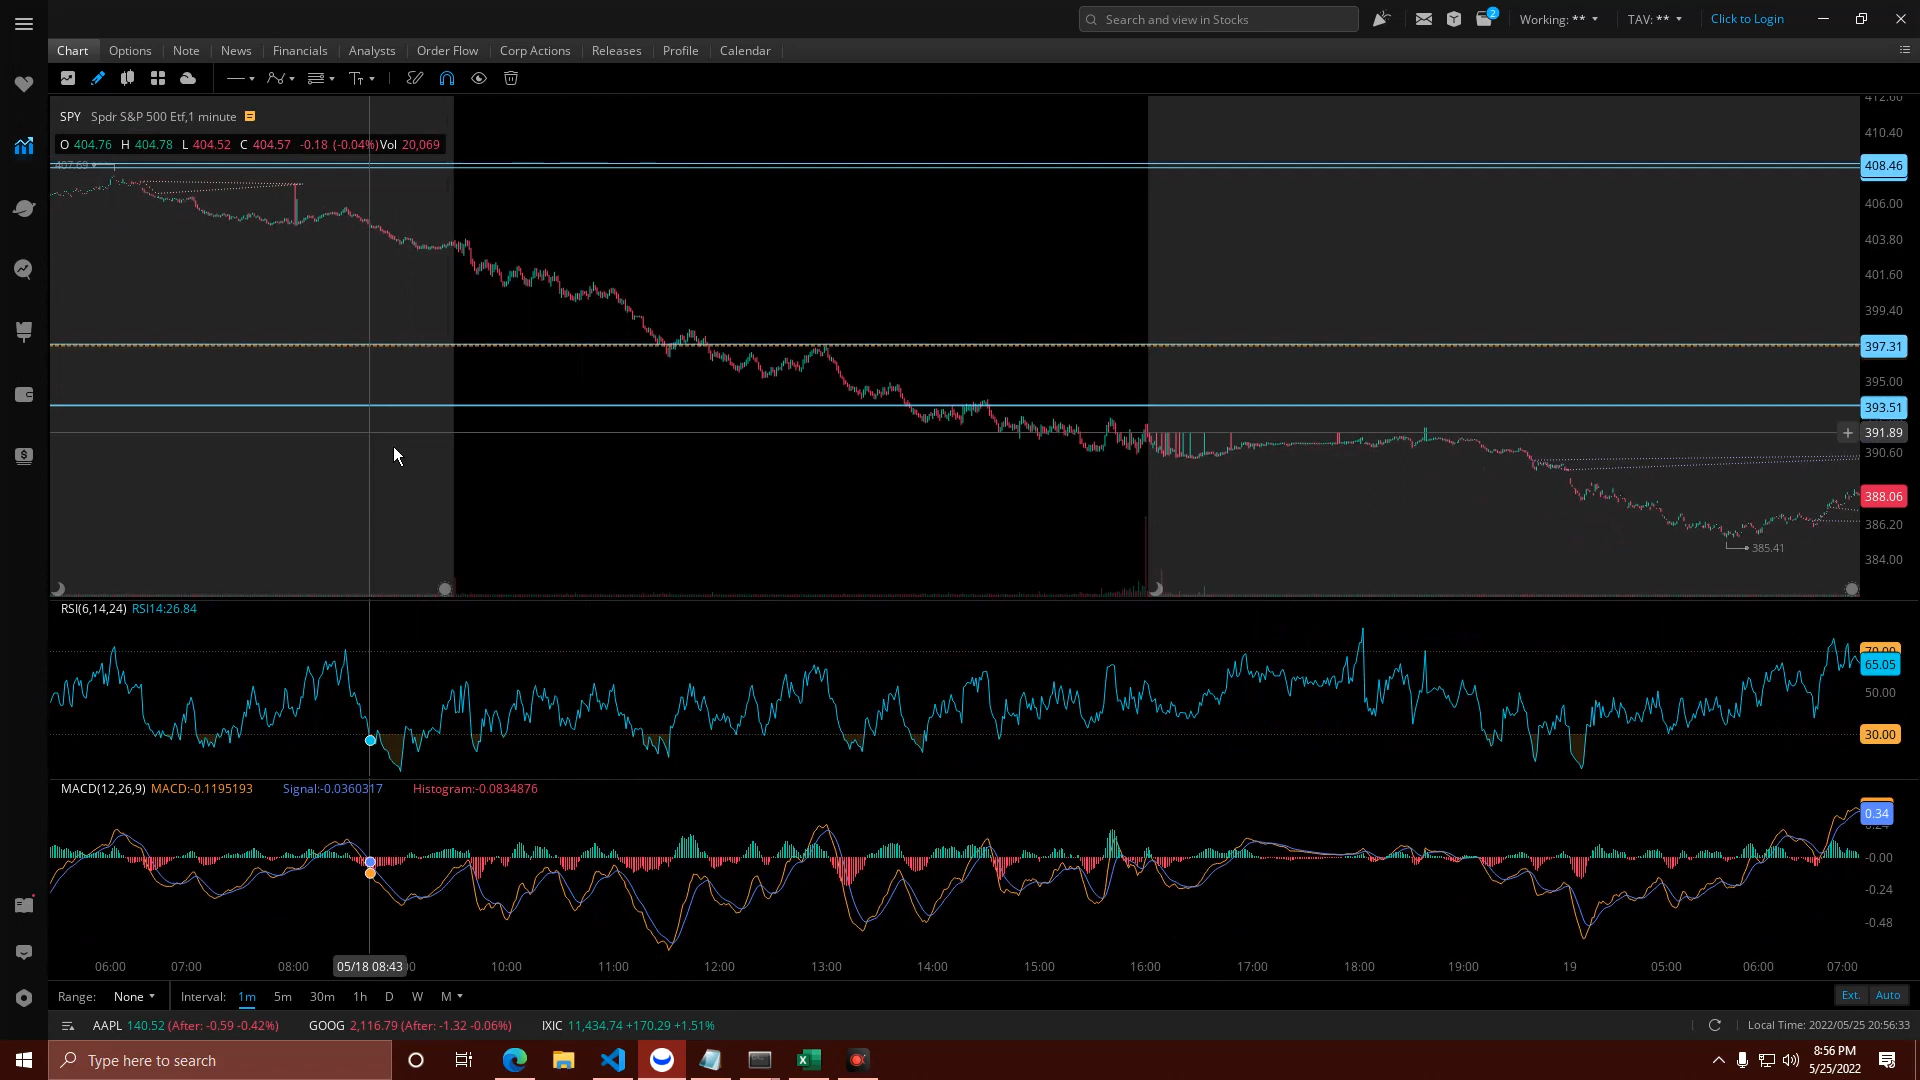 Search and view in Stocks
2
Working: ** TAV: ** Click to Login
Chart Options Note News Financials Analysts Order Flow Corp Actions Releases Profile Calendar
SPY Spdr S&P 500 Etf,1 minute
O 404.76 H 404.78 L 404.52 C 404.57 -0.18 (-0.04%) Vol 20,069
407.69
412.60
410.40
408.46
406.00
403.80
401.60
399.40
397.31
395.00
393.51
391.89
390.60
388.06
386.20
385.41
384.00
RSI(6,14,24) RSI14:26.84
70.00
65.05
50.00
30.00
MACD(12,26,9) MACD:-0.1195193 Signal:-0.0360317 Histogram:-0.0834876
0.34
-0.00
-0.24
-0.48
06:00 07:00 08:00 05/18 08:43 10:00 11:00 12:00 13:00 14:00 15:00 16:00 17:00 18:00 19:00 19 05:00 06:00 07:00
Range: None Interval: 1m 5m 30m 1h D W M Ext. Auto
AAPL 140.52 (After: -0.59 -0.42%) GOOG 2,116.79 (After: -1.32 -0.06%) IXIC 11,434.74 +170.29 +1.51% Local Time: 2022/05/25 20:56:33
Type here to search
8:56 PM
5/25/2022